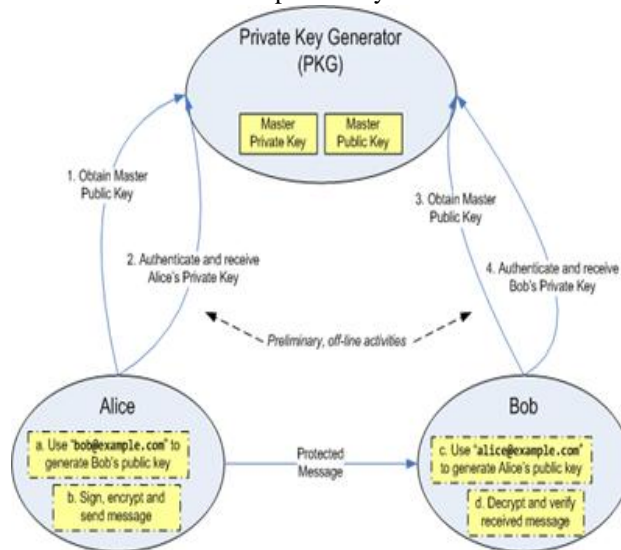 Private Key Generator
(PKG)
Master
Private Key
Master
Public Key
1. Obtain Master
Public Key
2. Authenticate and receive
Alice's Private Key
3. Obtain Master
Public Key
4. Authenticate and receive
Bob's Private Key
Preliminary, off-line activities
Alice
a. Use "bob@example.com" to
generate Bob's public key
b. Sign, encrypt and
send message
Protected
Message
Bob
c. Use "alice@example.com"
to generate Alice's public key
d. Decrypt and verify
received message